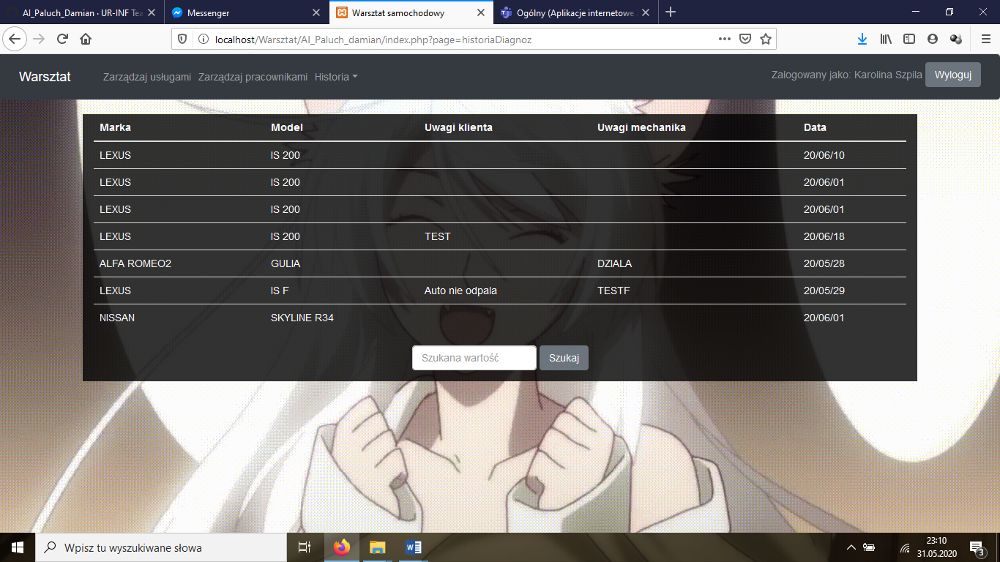 AI_Paluch_Damian · UR-INF Tea
Messenger
Warsztat samochodowy
Ogólny (Aplikacje internetowe
localhost/Warsztat/AI_Paluch_damian/index.php?page=historiaDiagnoz
Warsztat
Zarządzaj usługami
Zarządzaj pracownikami
Historia
Zalogowany jako: Karolina Szpila
Wyloguj
Marka Model Uwagi klienta Uwagi mechanika Data
LEXUS IS 200 20/06/10
LEXUS IS 200 20/06/01
LEXUS IS 200 20/06/01
LEXUS IS 200 TEST 20/06/18
ALFA ROMEO2 GULIA DZIALA 20/05/28
LEXUS IS F Auto nie odpala TESTF 20/05/29
NISSAN SKYLINE R34 20/06/01
Szukana wartość
Szukaj
Wpisz tu wyszukiwane słowa
23:10
31.05.2020
3